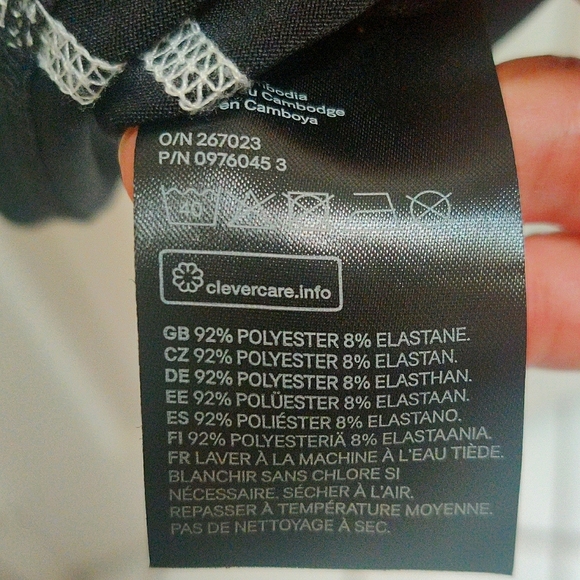 u Cambodge
en Camboya
O/N 267023
P/N 0976045 3
40
clevercare.info
GB 92% POLYESTER 8% ELASTANE.
CZ 92% POLYESTER 8% ELASTAN.
DE 92% POLYESTER 8% ELASTHAN.
EE 92% POLÜESTER 8% ELASTAAN.
ES 92% POLIÉSTER 8% ELASTANO.
FI 92% POLYESTERIÄ 8% ELASTAANIA.
FR LAVER À LA MACHINE À L'EAU TIÈDE.
BLANCHIR SANS CHLORE SI
NÉCESSAIRE. SÉCHER À L'AIR.
REPASSER À TEMPÉRATURE MOYENNE.
PAS DE NETTOYAGE À SEC.